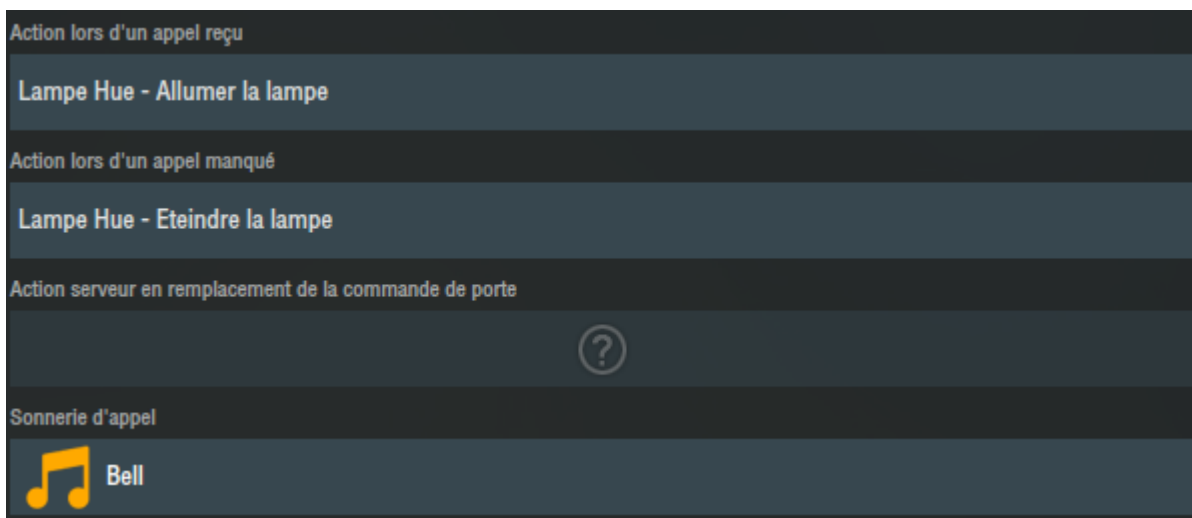 Action lors d'un appel reçu
Lampe Hue - Allumer la lampe
Action lors d'un appel manqué
Lampe Hue - Eteindre la lampe
Action serveur en remplacement de la commande de porte
?
Sonnerie d'appel
Bell